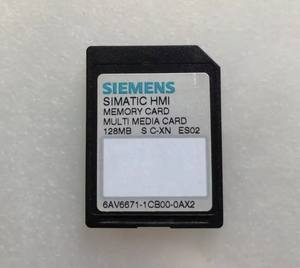 SIEMENS
SIMATIC HMI
MEMORY CARD
MULTI MEDIA CARD
128MB S C-XN ES02
6AV6671-1CB00-0AX2